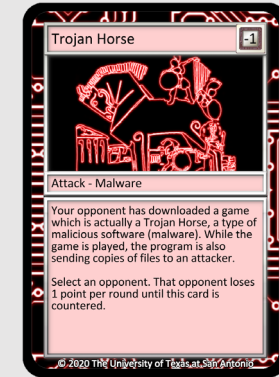 Trojan Horse
-1
Attack - Malware
Your opponent has downloaded a game
which is actually a Trojan Horse, a type of
malicious software (malware). While the
game is played, the program is also
sending copies of files to an attacker.
Select an opponent. That opponent loses
1 point per round until this card is
countered.
© 2020 The University of Texas at San Antonio